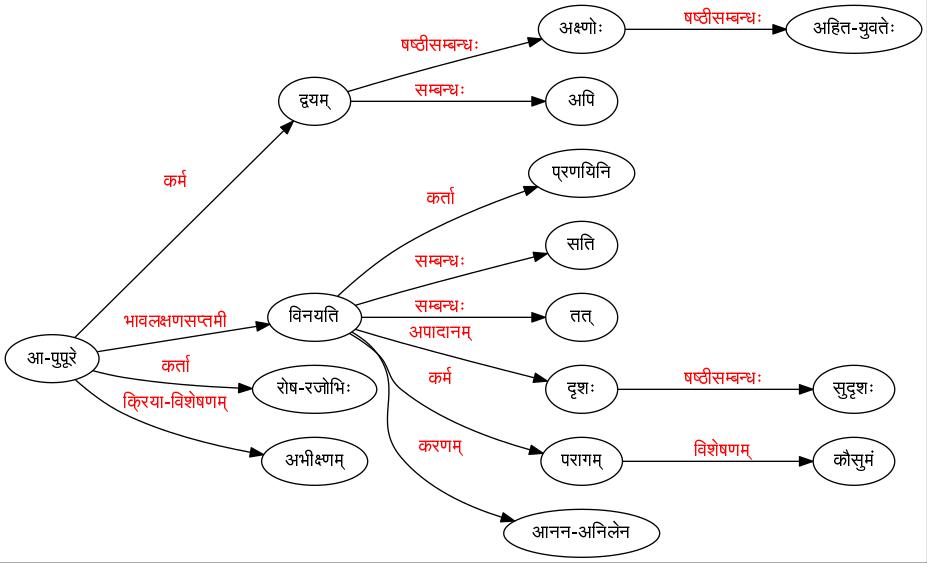 षष्ठीसम्बन्धः
अक्ष्णोः
अहित-युवतेः
षष्ठीसम्बन्धः
द्वयम्
सम्बन्धः
अपि
कर्म
प्रणयिनि
कर्ता
सति
सम्बन्धः
विनयति
सम्बन्धः
तत्
भावलक्षणसप्तमी
अपादानम्
आ-पुपूरे
कर्ता
रोष-रजोभिः
कर्म
दृशः
षष्ठीसम्बन्धः
सुदृशः
क्रिया-विशेषणम्
अभीक्ष्णम्
करणम्
परागम्
विशेषणम्
कौसुमं
आनन-अनिलेन